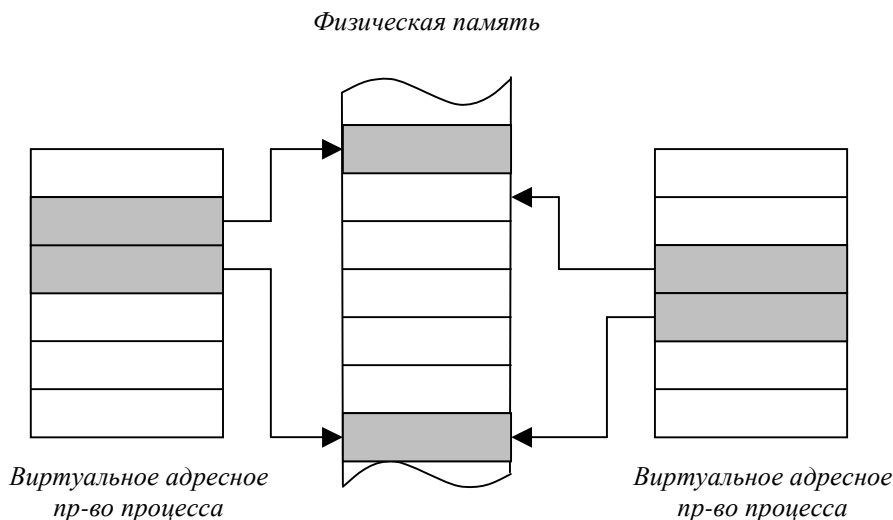 Физическая память
Виртуальное адресное
пр-во процесса
Виртуальное адресное
пр-во процесса